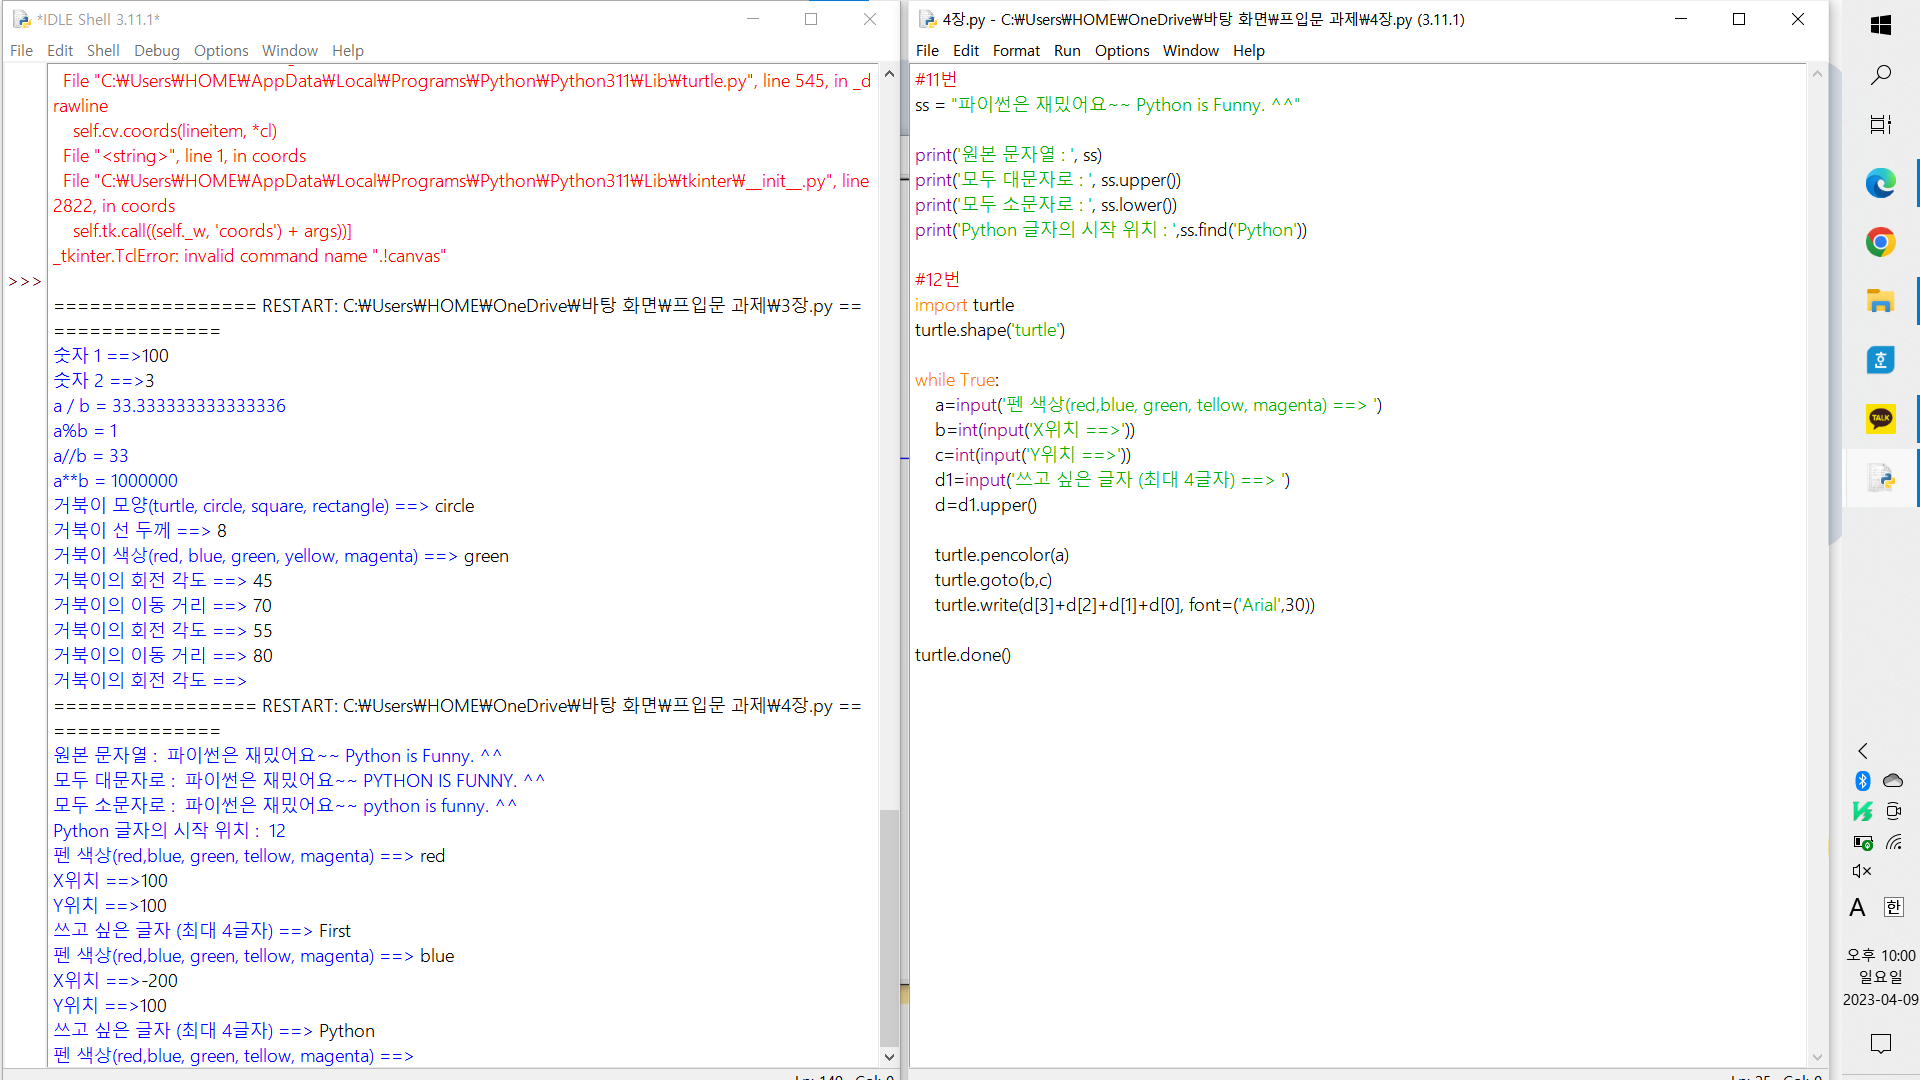 *IDLE Shell 3.11.1*
File Edit Shell Debug Options Window Help
File "C:₩Users₩HOME₩AppData₩Local₩Programs₩Python₩Python311₩Lib₩turtle.py", line 545, in _d
rawline
self.cv.coords(lineitem, *cl)
File "<string>", line 1, in coords
File "C:₩Users₩HOME₩AppData₩Local₩Programs₩Python₩Python311₩Lib₩tkinter₩__init__.py", line
2822, in coords
self.tk.call((self._w, 'coords') + args))]
_tkinter.TclError: invalid command name ".!canvas"
>>>
================= RESTART: C:₩Users₩HOME₩OneDrive₩바탕 화면₩프입문 과제₩3장.py ==
==============
숫자 1 ==>100
숫자 2 ==>3
a / b = 33.333333333333336
a%b = 1
a//b = 33
a**b = 1000000
거북이 모양(turtle, circle, square, rectangle) ==> circle
거북이 선 두께 ==> 8
거북이 색상(red, blue, green, yellow, magenta) ==> green
거북이의 회전 각도 ==> 45
거북이의 이동 거리 ==> 70
거북이의 회전 각도 ==> 55
거북이의 이동 거리 ==> 80
거북이의 회전 각도 ==>
================= RESTART: C:₩Users₩HOME₩OneDrive₩바탕 화면₩프입문 과제₩4장.py ==
==============
원본 문자열 :  파이썬은 재밌어요~~ Python is Funny. ^^
모두 대문자로 :  파이썬은 재밌어요~~ PYTHON IS FUNNY. ^^
모두 소문자로 :  파이썬은 재밌어요~~ python is funny. ^^
Python 글자의 시작 위치 :  12
펜 색상(red,blue, green, tellow, magenta) ==> red
X위치 ==>100
Y위치 ==>100
쓰고 싶은 글자 (최대 4글자) ==> First
펜 색상(red,blue, green, tellow, magenta) ==> blue
X위치 ==>-200
Y위치 ==>100
쓰고 싶은 글자 (최대 4글자) ==> Python
펜 색상(red,blue, green, tellow, magenta) ==>
Ln: 140 Col: 0
4장.py - C:₩Users₩HOME₩OneDrive₩바탕 화면₩프입문 과제₩4장.py (3.11.1)
File Edit Format Run Options Window Help
#11번
ss = "파이썬은 재밌어요~~ Python is Funny. ^^"
print('원본 문자열 : ', ss)
print('모두 대문자로 : ', ss.upper())
print('모두 소문자로 : ', ss.lower())
print('Python 글자의 시작 위치 : ',ss.find('Python'))
#12번
import turtle
turtle.shape('turtle')
while True:
a=input('펜 색상(red,blue, green, tellow, magenta) ==> ')
b=int(input('X위치 ==>'))
c=int(input('Y위치 ==>'))
d1=input('쓰고 싶은 글자 (최대 4글자) ==> ')
d=d1.upper()
turtle.pencolor(a)
turtle.goto(b,c)
turtle.write(d[3]+d[2]+d[1]+d[0], font=('Arial',30))
turtle.done()
Ln: 25 Col: 0
TALK
A 한
오후 10:00
일요일
2023-04-09